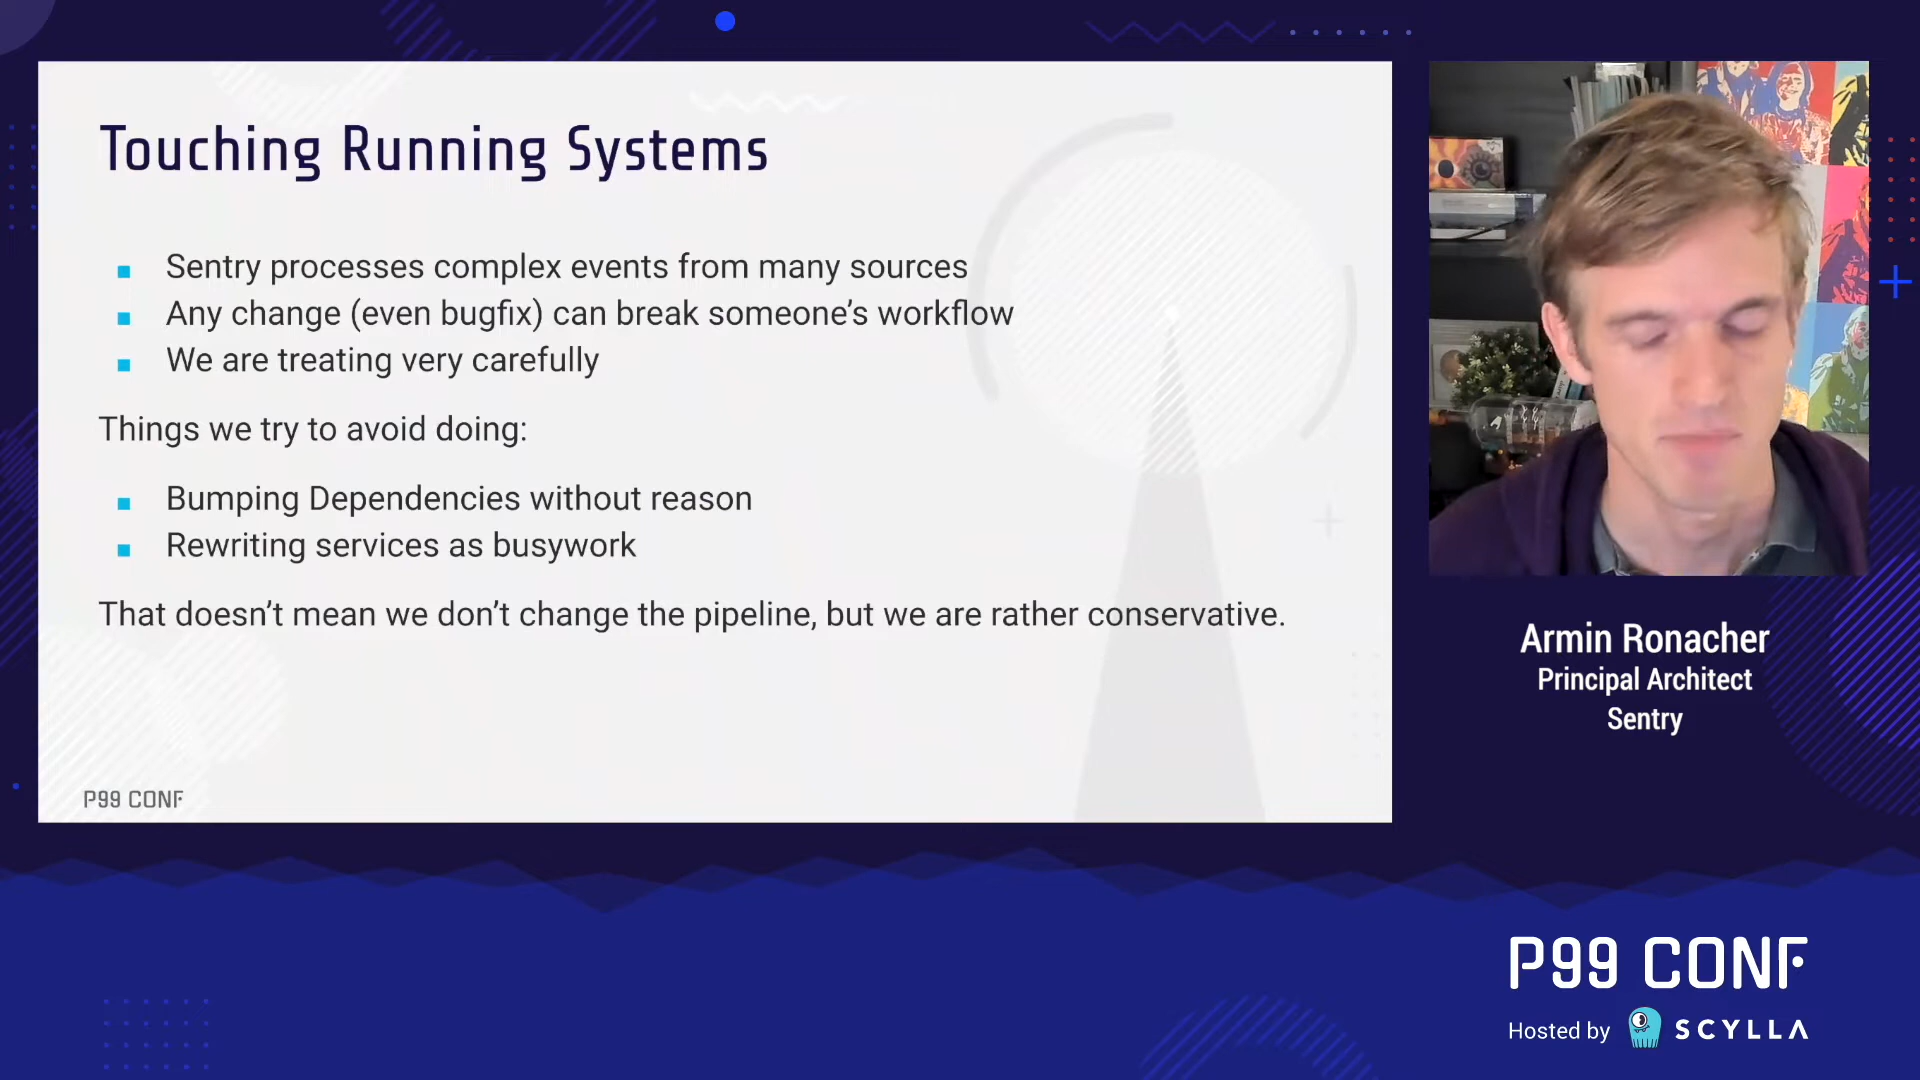 Touching Running Systems
Sentry processes complex events from many sources
Any change (even bugfix) can break someone’s workflow
We are treating very carefully
Things we try to avoid doing:
Bumping Dependencies without reason
Rewriting services as busywork
That doesn’t mean we don’t change the pipeline, but we are rather conservative.
P99 CONF
Armin Ronacher
Principal Architect
Sentry
P99 CONF
Hosted by SCYLLA